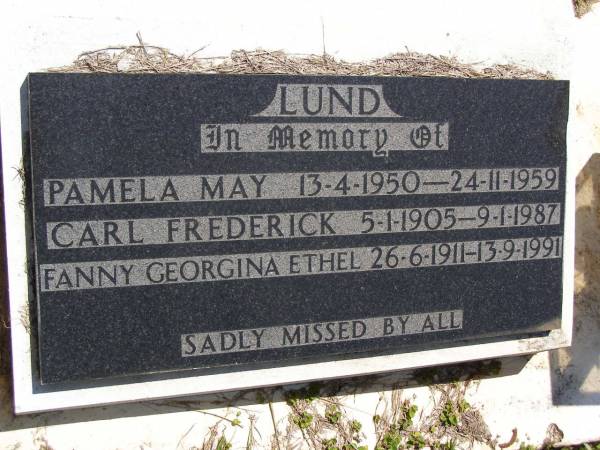 LUND
In Memory Of
PAMELA MAY 13-4-1950—24-11-1959
CARL FREDERICK 5-1-1905—9-1-1987
FANNY GEORGINA ETHEL 26-6-1911-13-9-1991
SADLY MISSED BY ALL